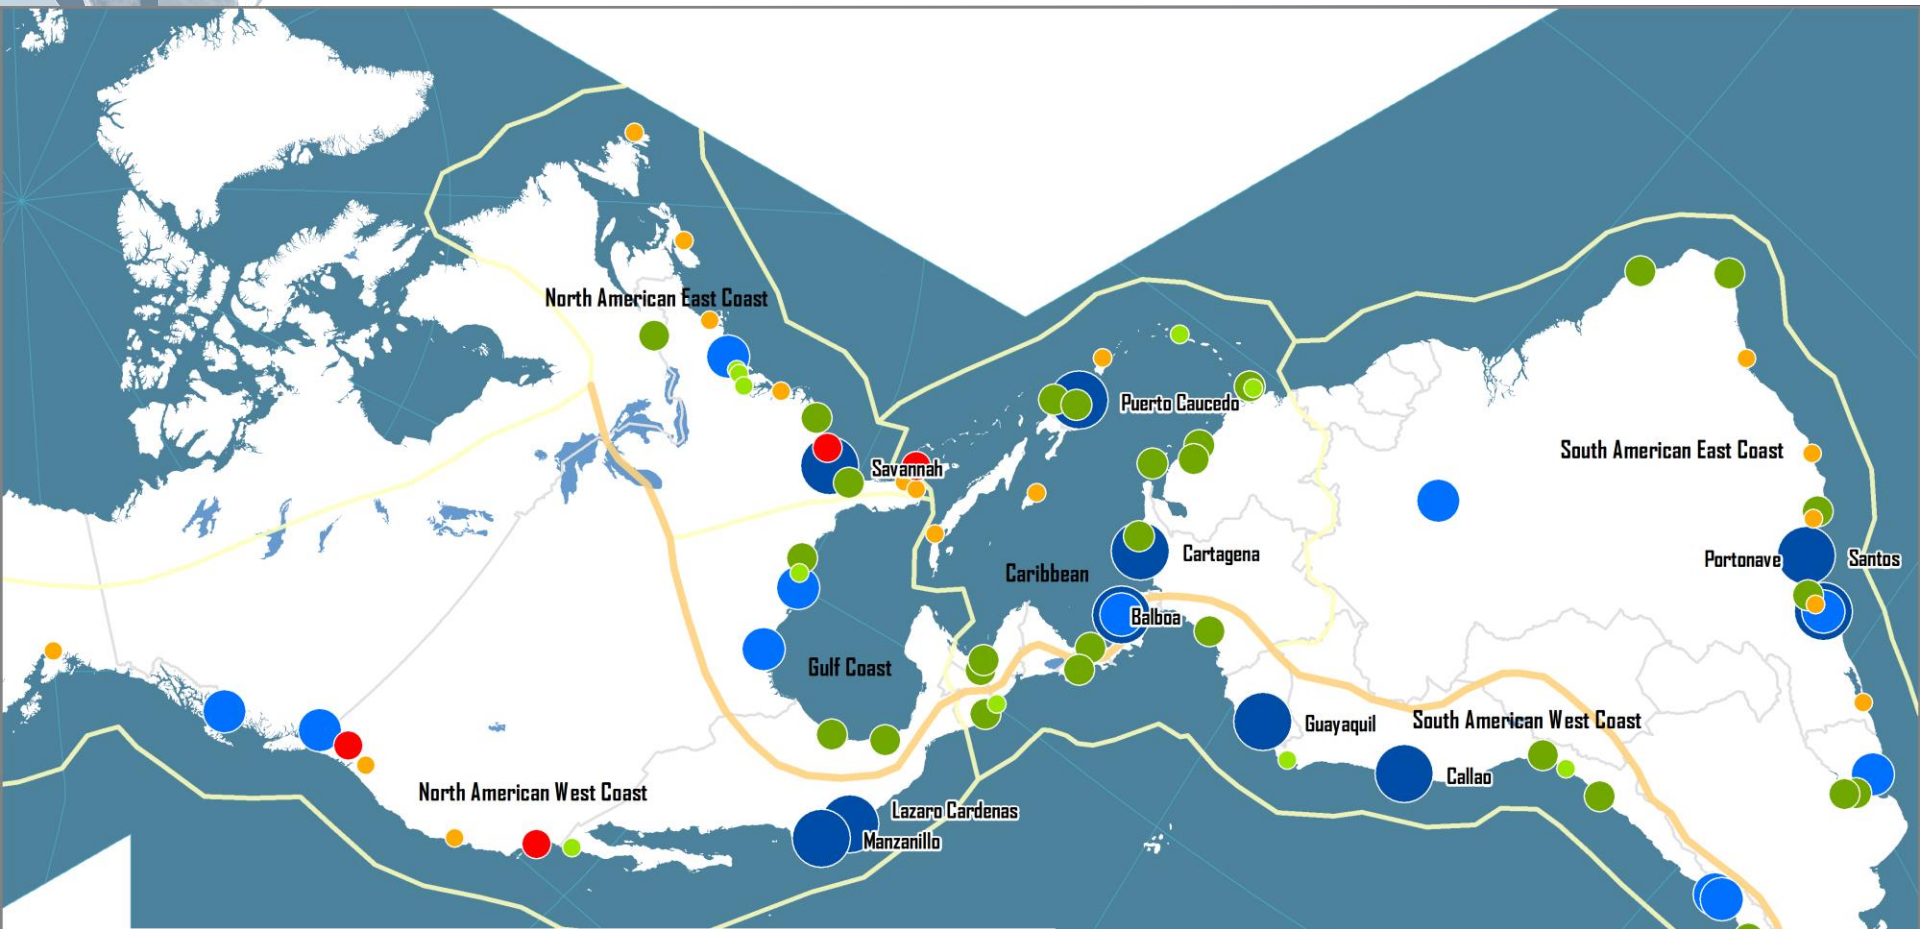 North American East Coast
Puerto Caucedo
South American East Coast
Savannah
Cartagena
Portonave
Santos
Caribbean
Balboa
Gulf Coast
Guayaquil
South American West Coast
Callao
North American West Coast
Lazaro Cardenas
Manzanillo